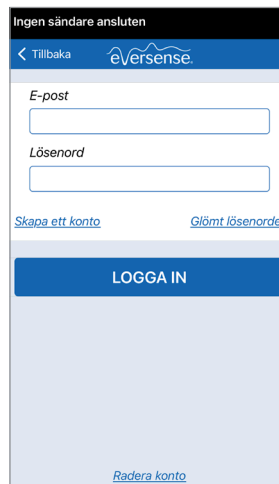 Ingen sändare ansluten
Tillbaka
eversense.
E-post
Lösenord
Skapa ett konto
Glömt lösenorde
LOGGA IN
Radera konto